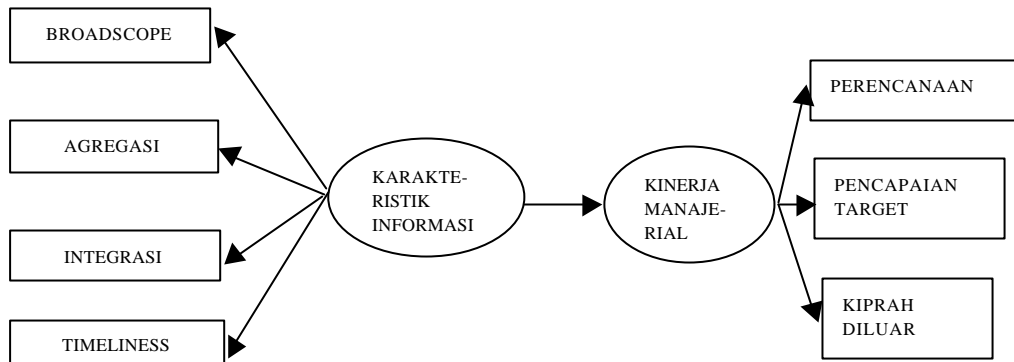 BROADSCOPE
AGREGASI
INTEGRASI
TIMELINESS
KARAKTE-
RISTIK
INFORMASI
KINERJA
MANAJE-
RIAL
PERENCANAAN
PENCAPAIAN
TARGET
KIPRAH
DILUAR